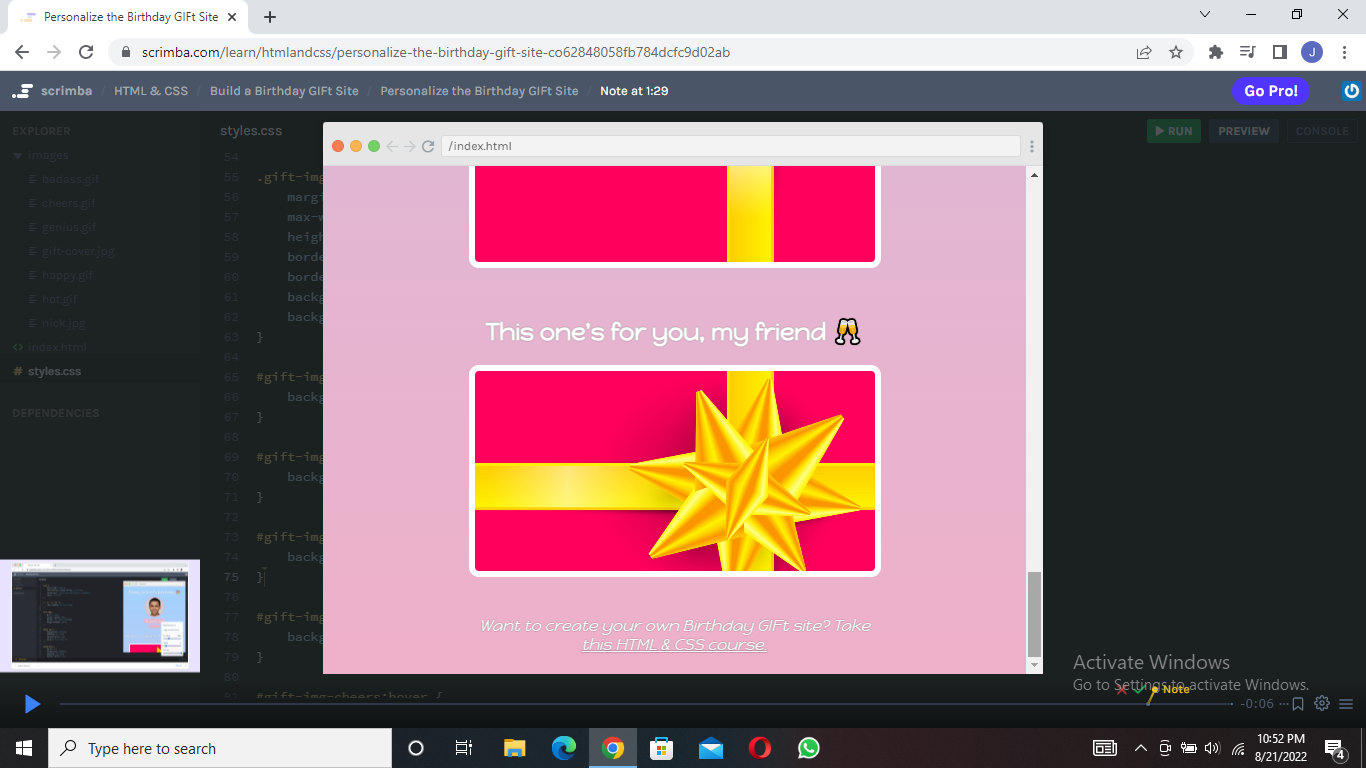 Personalize the Birthday GIFt Site
scrimba.com/learn/htmlandcss/personalize-the-birthday-gift-site-co62848058fb784dcfc9d02ab
J
scrimba / HTML & CSS / Build a Birthday GIFt Site / Personalize the Birthday GIFt Site / Note at 1:29
Go Pro!
EXPLORER
images
badass.gif
cheers.gif
genius.gif
gift-cover.jpg
happy.gif
hot.gif
nick.jpg
<> index.html
# styles.css
DEPENDENCIES
styles.css
RUN
PREVIEW
CONSOLE
54
55 .gift-img
56 marg
57 max-w
58 heigh
59 borde
60 borde
61 backg
62 backg
63 }
64
65 #gift-img
66 backg
67 }
68
69 #gift-img
70 backg
71 }
72
73 #gift-img
74 backg
75 }
76
77 #gift-img
78 backg
79 }
80
81 #gift-img-cheers:hover {
/index.html
This one's for you, my friend 🥂
Want to create your own Birthday GIFt site? Take
this HTML & CSS course.
Activate Windows
Go to Settings to activate Windows.
Note
-0:06
Type here to search
10:52 PM
8/21/2022
4